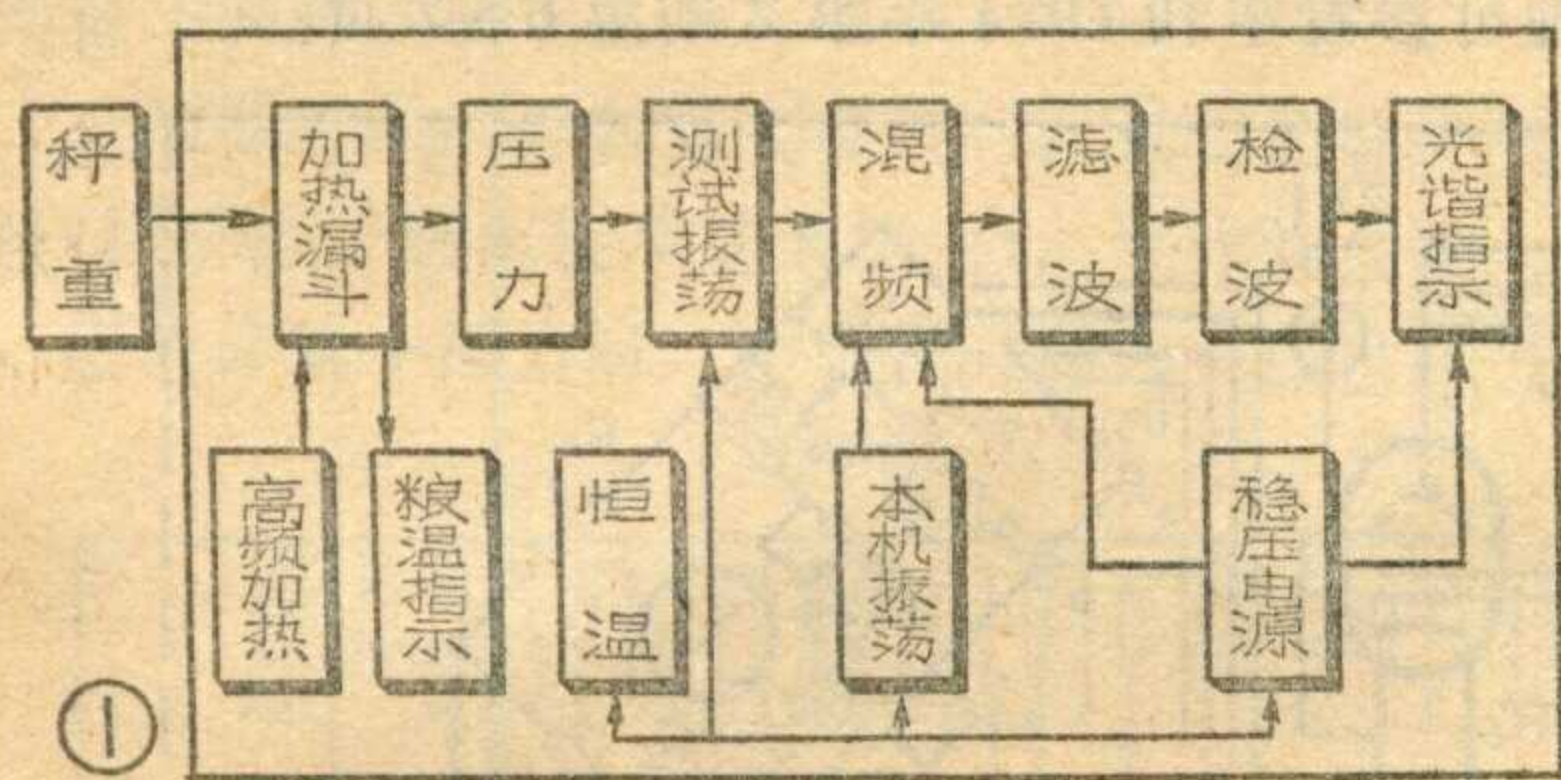 秤重
加热漏斗
压力
测试振荡
混频
滤波
检波
光谐指示
高频加热
粮温指示
恒温
本机振荡
稳压电源
①